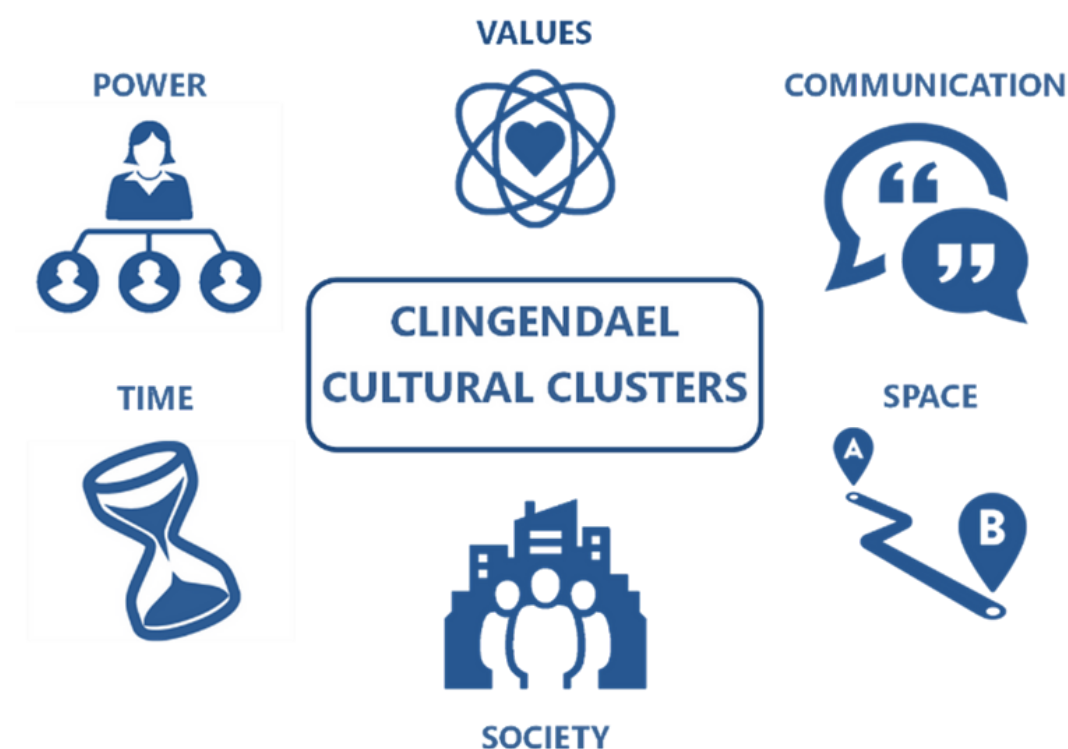 VALUES
POWER
COMMUNICATION
“
”
CLINGENDAEL
CULTURAL CLUSTERS
TIME
SPACE
A
B
SOCIETY